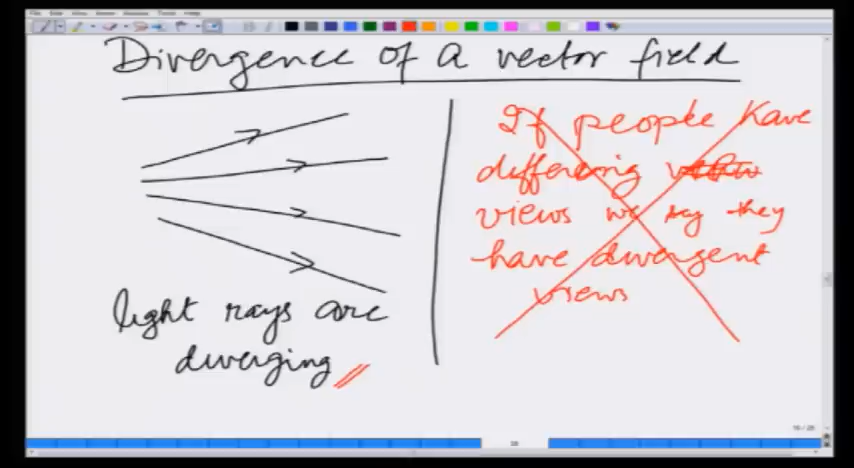 Divergence of a vector field
light rays are
diverging
If people have
differing
views we say they
have divergent
views